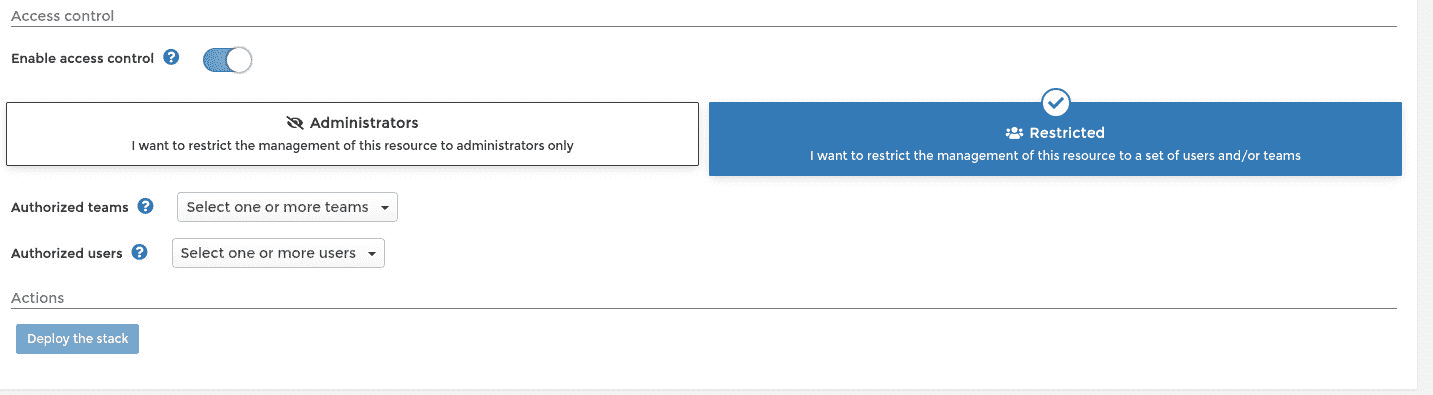 Access control
Enable access control ?
Administrators
I want to restrict the management of this resource to administrators only
Restricted
I want to restrict the management of this resource to a set of users and/or teams
Authorized teams ? Select one or more teams
Authorized users ? Select one or more users
Actions
Deploy the stack